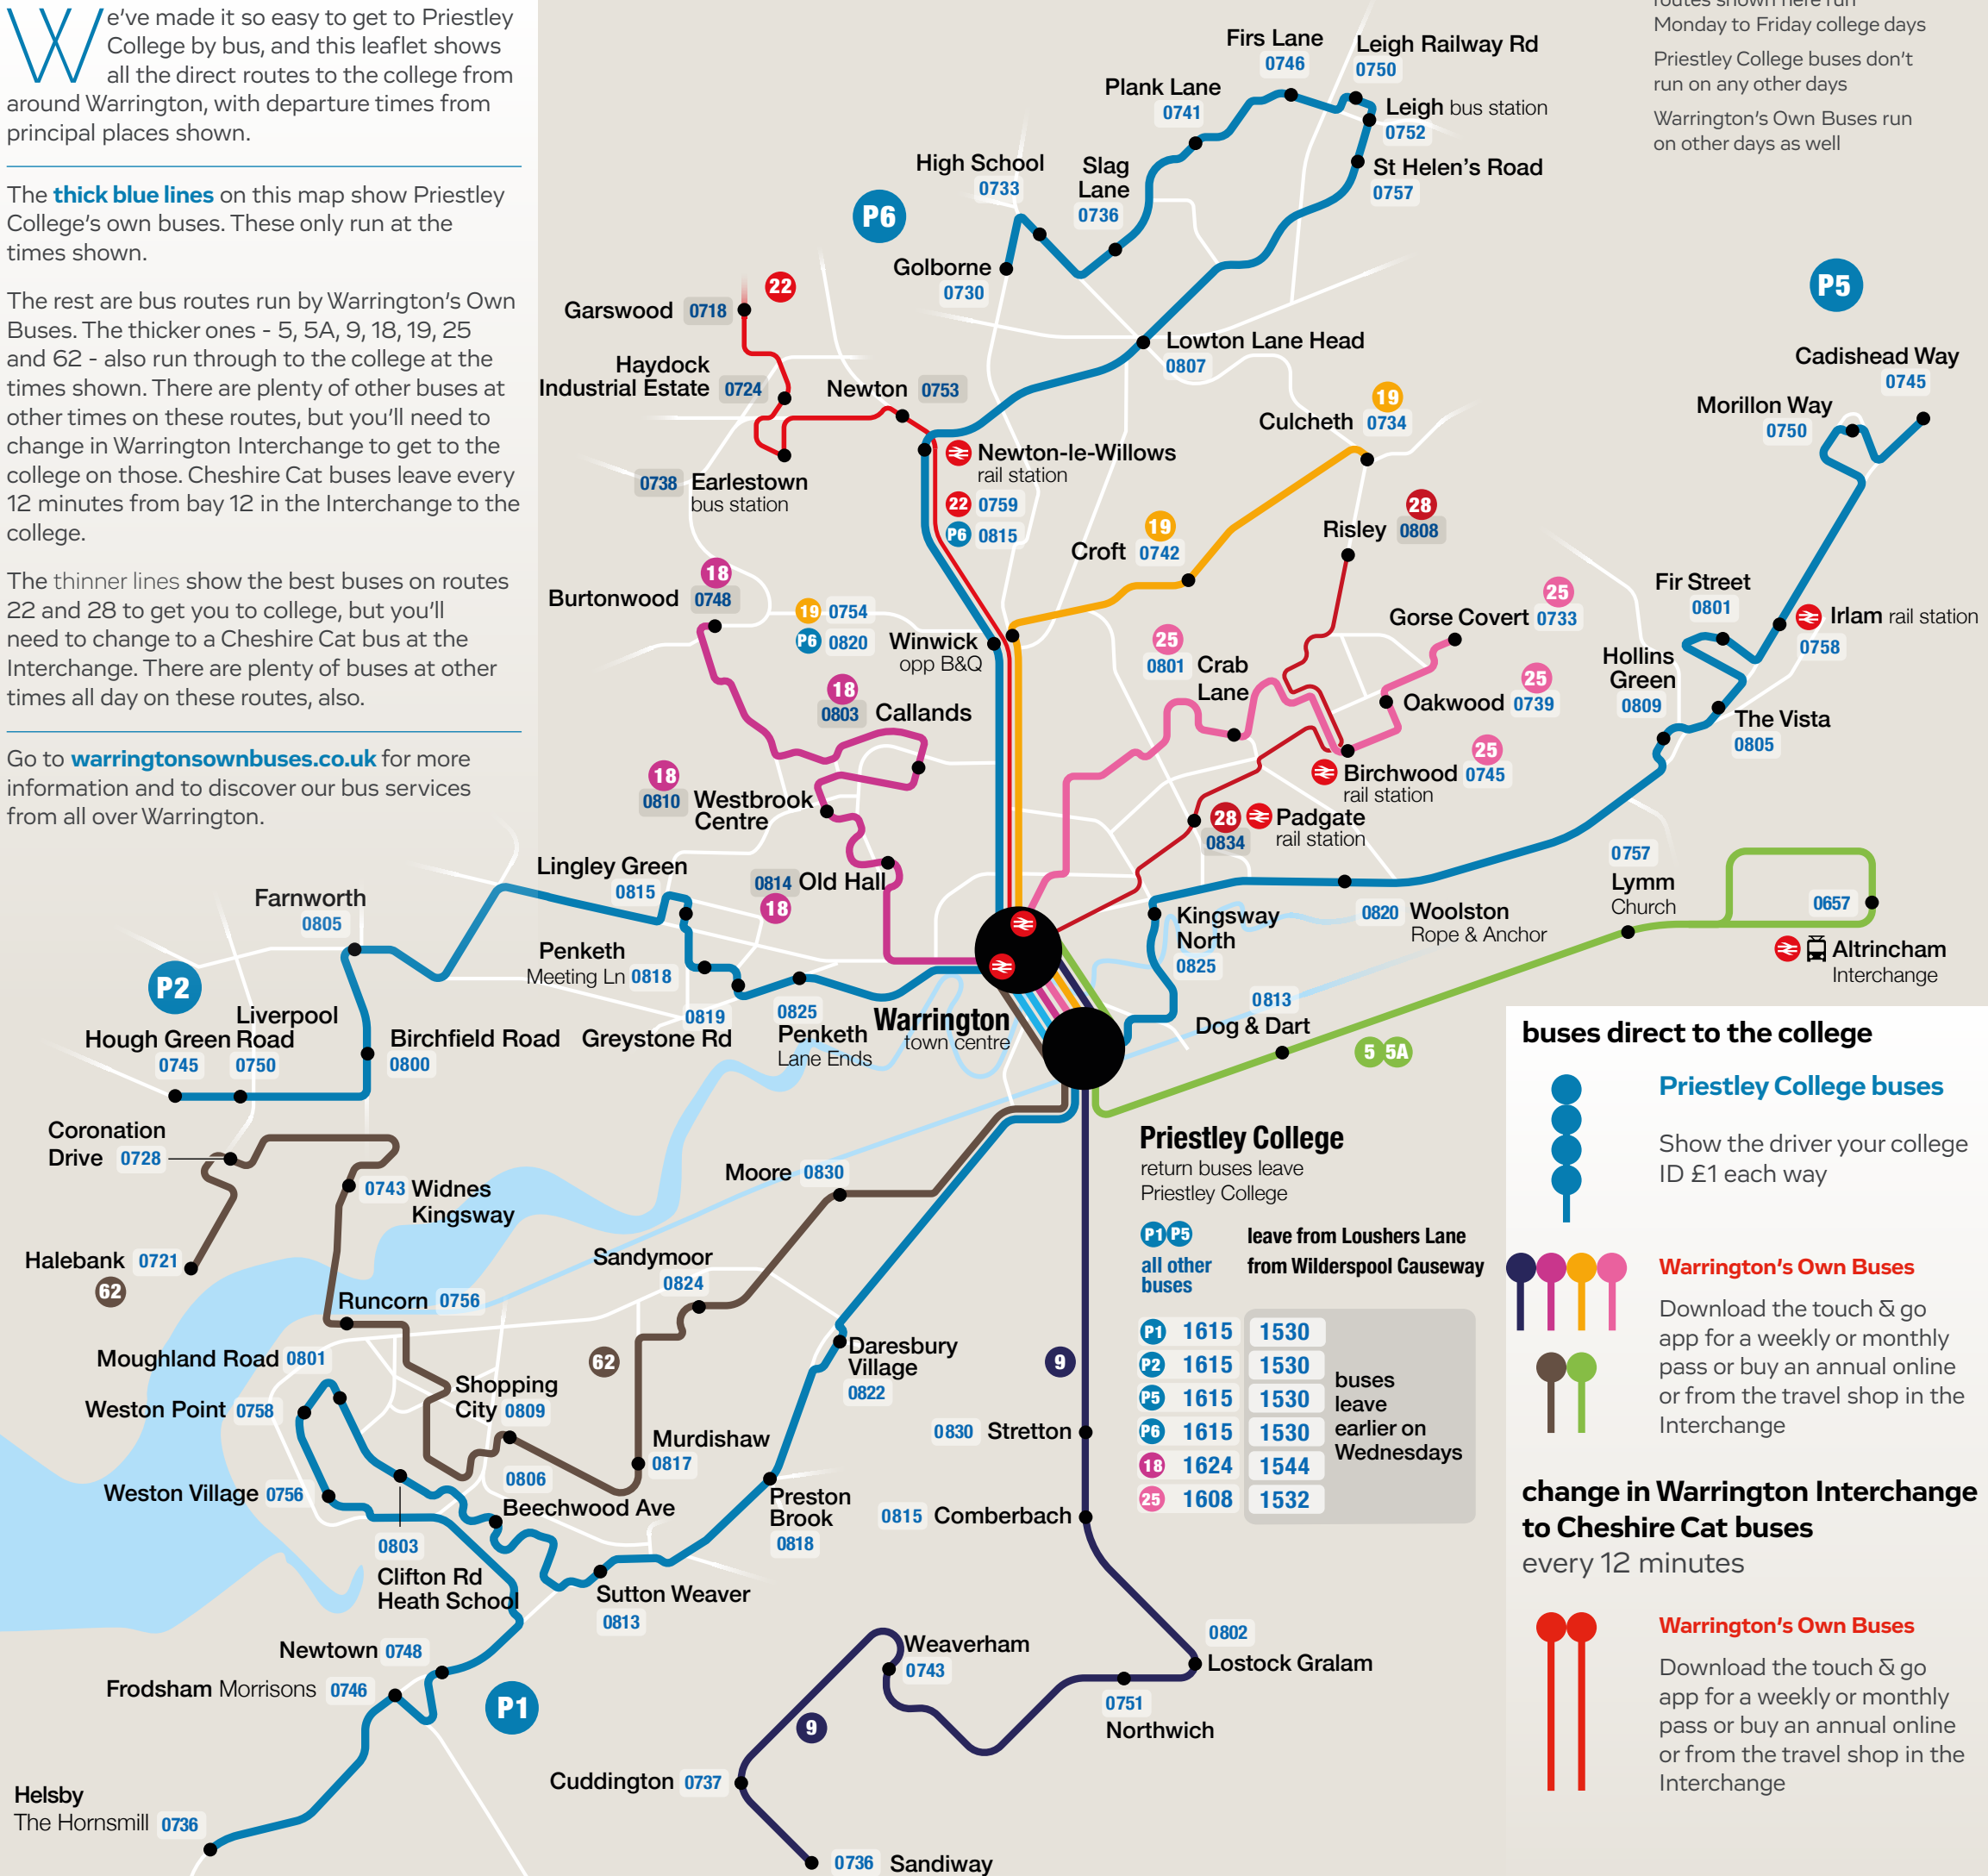 We've made it so easy to get to Priestley
College by bus, and this leaflet shows
all the direct routes to the college from
around Warrington, with departure times from
principal places shown.
The thick blue lines on this map show Priestley
College's own buses. These only run at the
times shown.
The rest are bus routes run by Warrington's Own
Buses. The thicker ones - 5, 5A, 9, 18, 19, 25
and 62 - also run through to the college at the
times shown. There are plenty of other buses at
other times on these routes, but you'll need to
change in Warrington Interchange to get to the
college on those. Cheshire Cat buses leave every
12 minutes from bay 12 in the Interchange to the
college.
The thinner lines show the best buses on routes
22 and 28 to get you to college, but you'll
need to change to a Cheshire Cat bus at the
Interchange. There are plenty of buses at other
times all day on these routes, also.
Go to warringtonsownbuses.co.uk for more
information and to discover our bus services
from all over Warrington.
routes shown here run
Monday to Friday college days
Priestley College buses don't
run on any other days
Warrington's Own Buses run
on other days as well
P6
Golborne
0730
High School
0733
Slag
Lane
0736
Plank Lane
0741
Firs Lane
0746
Leigh Railway Rd
0750
Leigh bus station
0752
St Helen's Road
0757
Lowton Lane Head
0807
22
Garswood 0718
Haydock
Industrial Estate 0724
0738 Earlestown
bus station
Newton 0753
Newton-le-Willows
rail station
22 0759
P6 0815
19 0754
P6 0820
Winwick
opp B&Q
19
Culcheth 0734
19
Croft 0742
28
Risley 0808
25
Gorse Covert 0733
25
Oakwood 0739
25
Birchwood 0745
rail station
25
0801 Crab
Lane
28 Padgate
0834 rail station
P5
Cadishead Way
0745
Morillon Way
0750
Irlam rail station
0758
Fir Street
0801
The Vista
0805
Hollins
Green
0809
0820 Woolston
Rope & Anchor
Kingsway
North
0825
18
Burtonwood 0748
18
0803 Callands
18
0810 Westbrook
Centre
0814 Old Hall
18
P2
Hough Green Road
0745
Liverpool
Road
0750
Birchfield Road
0800
Farnworth
0805
Lingley Green
0815
Penketh
Meeting Ln 0818
0819
Greystone Rd
0825
Penketh
Lane Ends
Warrington
town centre
0657
Altrincham
Interchange
0757
Lymm
Church
0813
Dog & Dart
5 5A
Halebank 0721
62
Coronation
Drive 0728
0743 Widnes
Kingsway
Runcorn 0756
Shopping
City 0809
Murdishaw
0817
62
Sandymoor
0824
Moore 0830
P1
Helsby
The Hornsmill 0736
Frodsham Morrisons 0746
Newtown 0748
Weston Village 0756
Weston Point 0758
Moughland Road 0801
0803
Clifton Rd
Heath School
0806
Beechwood Ave
Sutton Weaver
0813
Preston
Brook
0818
Daresbury
Village
0822
9
0736 Sandiway
Cuddington 0737
9
Weaverham
0743
0751
Northwich
0802
Lostock Gralam
0815 Comberbach
0830 Stretton
Priestley College
return buses leave
Priestley College
P1 P5 leave from Loushers Lane
all other
buses
from Wilderspool Causeway
P1 1615 1530
P2 1615 1530
P5 1615 1530
P6 1615 1530
18 1624 1544
25 1608 1532
buses
leave
earlier on
Wednesdays
buses direct to the college
Priestley College buses
Show the driver your college
ID £1 each way
Warrington's Own Buses
Download the touch & go
app for a weekly or monthly
pass or buy an annual online
or from the travel shop in the
Interchange
change in Warrington Interchange
to Cheshire Cat buses
every 12 minutes
Warrington's Own Buses
Download the touch & go
app for a weekly or monthly
pass or buy an annual online
or from the travel shop in the
Interchange